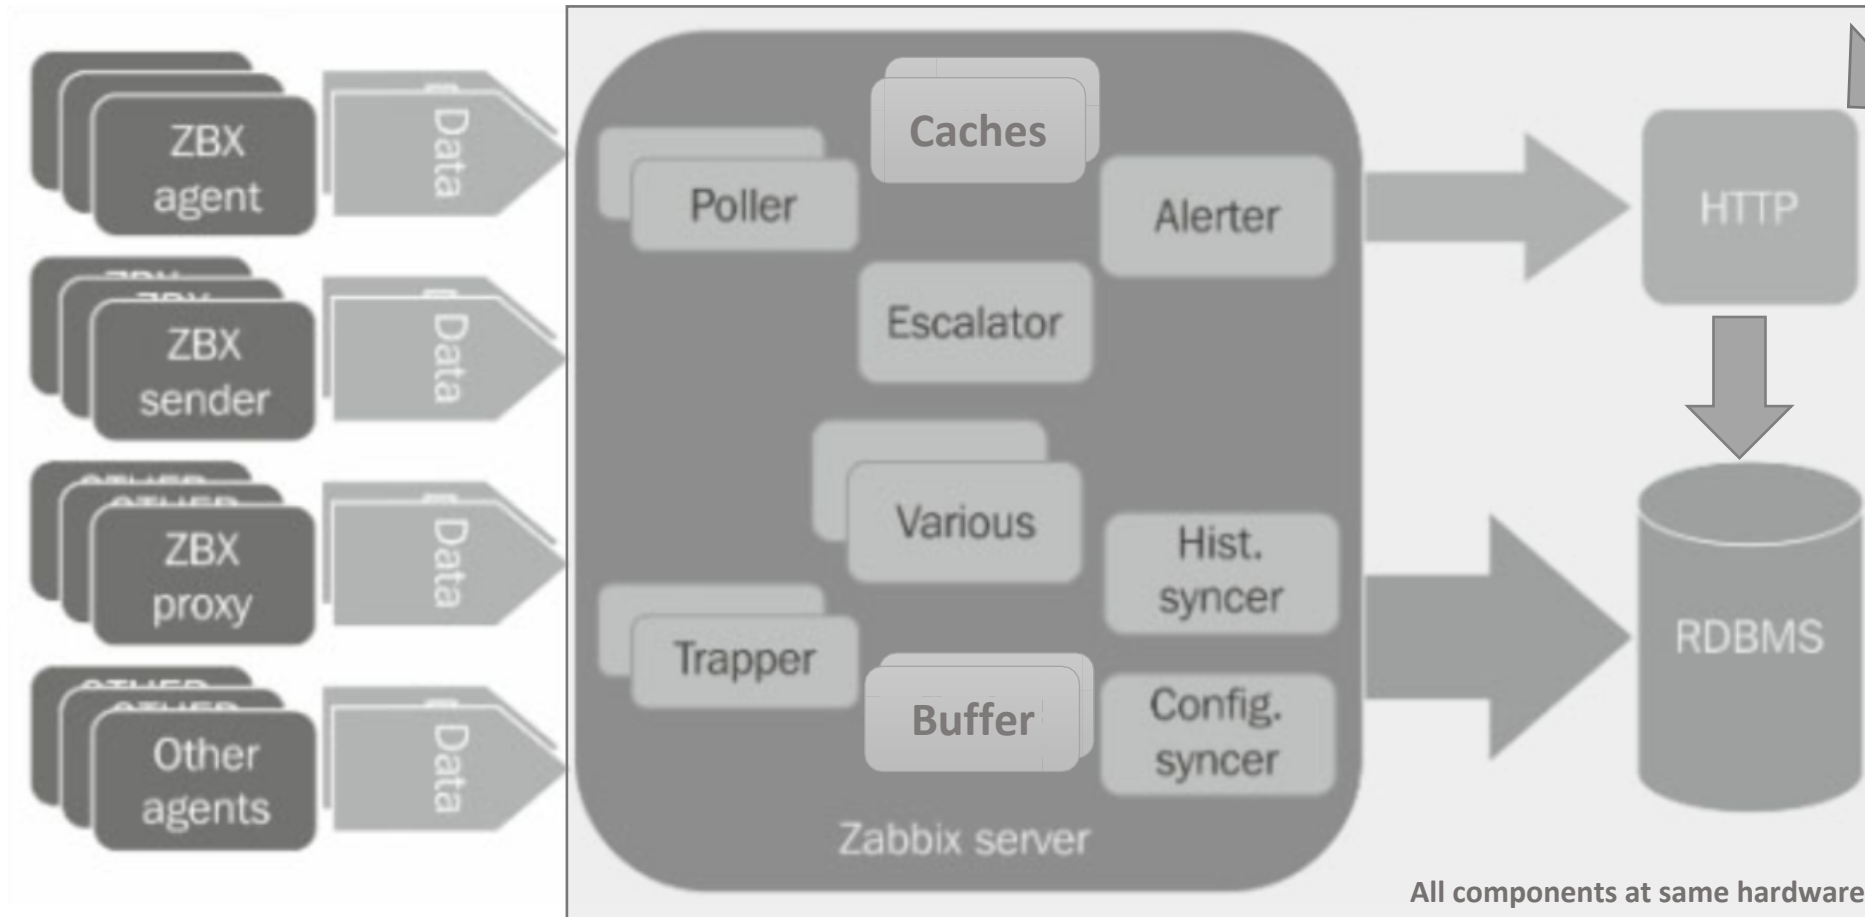 ZBX
agent
Data
ZBX
sender
Data
ZBX
proxy
Data
Other
agents
Data
Caches
Poller
Alerter
Escalator
Various
Hist.
syncer
Trapper
Buffer
Config.
syncer
Zabbix server
HTTP
RDBMS
All components at same hardware